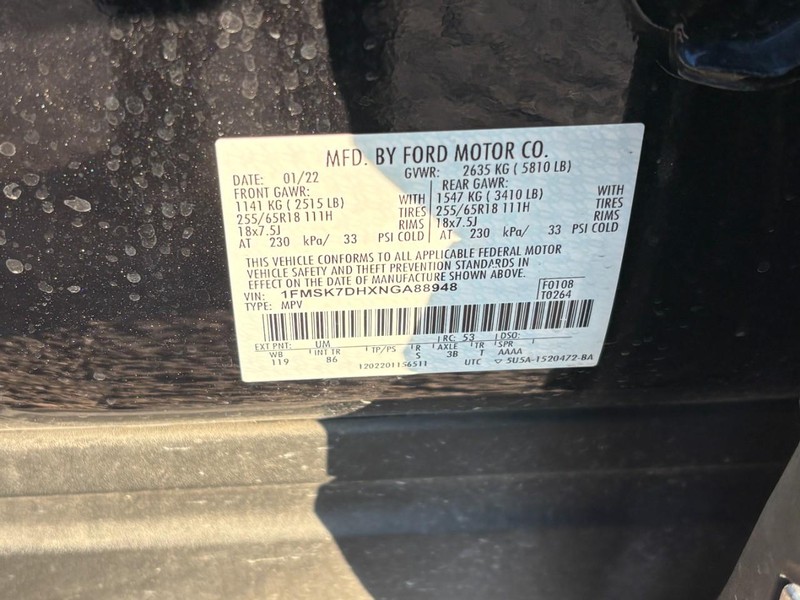 MFD. BY FORD MOTOR CO.
DATE: 01/22 GVWR: 2635 KG ( 5810 LB)
FRONT GAWR: REAR GAWR:
1141 KG ( 2515 LB) WITH 1547 KG ( 3410 LB) WITH
255/65R18 111H TIRES 255/65R18 111H TIRES
18x7.5J RIMS 18x7.5J RIMS
AT 230 kPa/ 33 PSI COLD AT 230 kPa/ 33 PSI COLD
THIS VEHICLE CONFORMS TO ALL APPLICABLE FEDERAL MOTOR
VEHICLE SAFETY AND THEFT PREVENTION STANDARDS IN
EFFECT ON THE DATE OF MANUFACTURE SHOWN ABOVE.
VIN: 1FMSK7DHXNGA88948 F0108
TYPE: MPV T0264
EXT PNT: UM RC: 53 DSO:
WB INT TR TP/PS R AXLE TR SPR
119 86 S 3B T AAAA
1202201156511 UTC 5U5A-1520472-BA